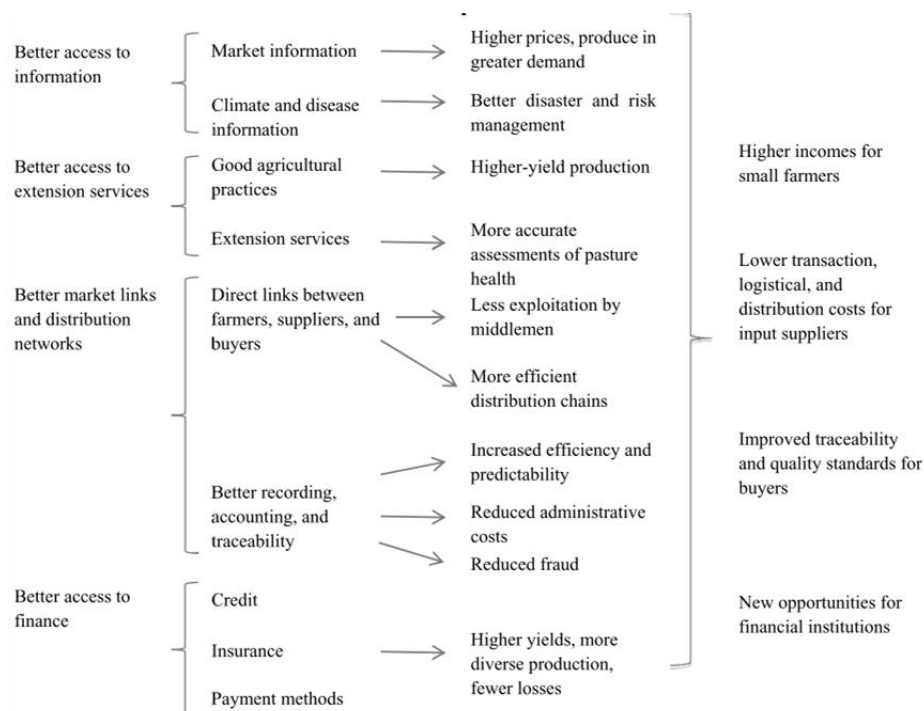 Better access to
information
Market information
Higher prices, produce in
greater demand
Climate and disease
information
Better disaster and risk
management
Better access to
extension services
Good agricultural
practices
Higher-yield production
Extension services
More accurate
assessments of pasture
health
Better market links
and distribution
networks
Direct links between
farmers, suppliers, and
buyers
Less exploitation by
middlemen
More efficient
distribution chains
Better recording,
accounting, and
traceability
Increased efficiency and
predictability
Reduced administrative
costs
Reduced fraud
Better access to
finance
Credit
Insurance
Higher yields, more
diverse production,
fewer losses
Payment methods
Higher incomes for
small farmers
Lower transaction,
logistical, and
distribution costs for
input suppliers
Improved traceability
and quality standards for
buyers
New opportunities for
financial institutions